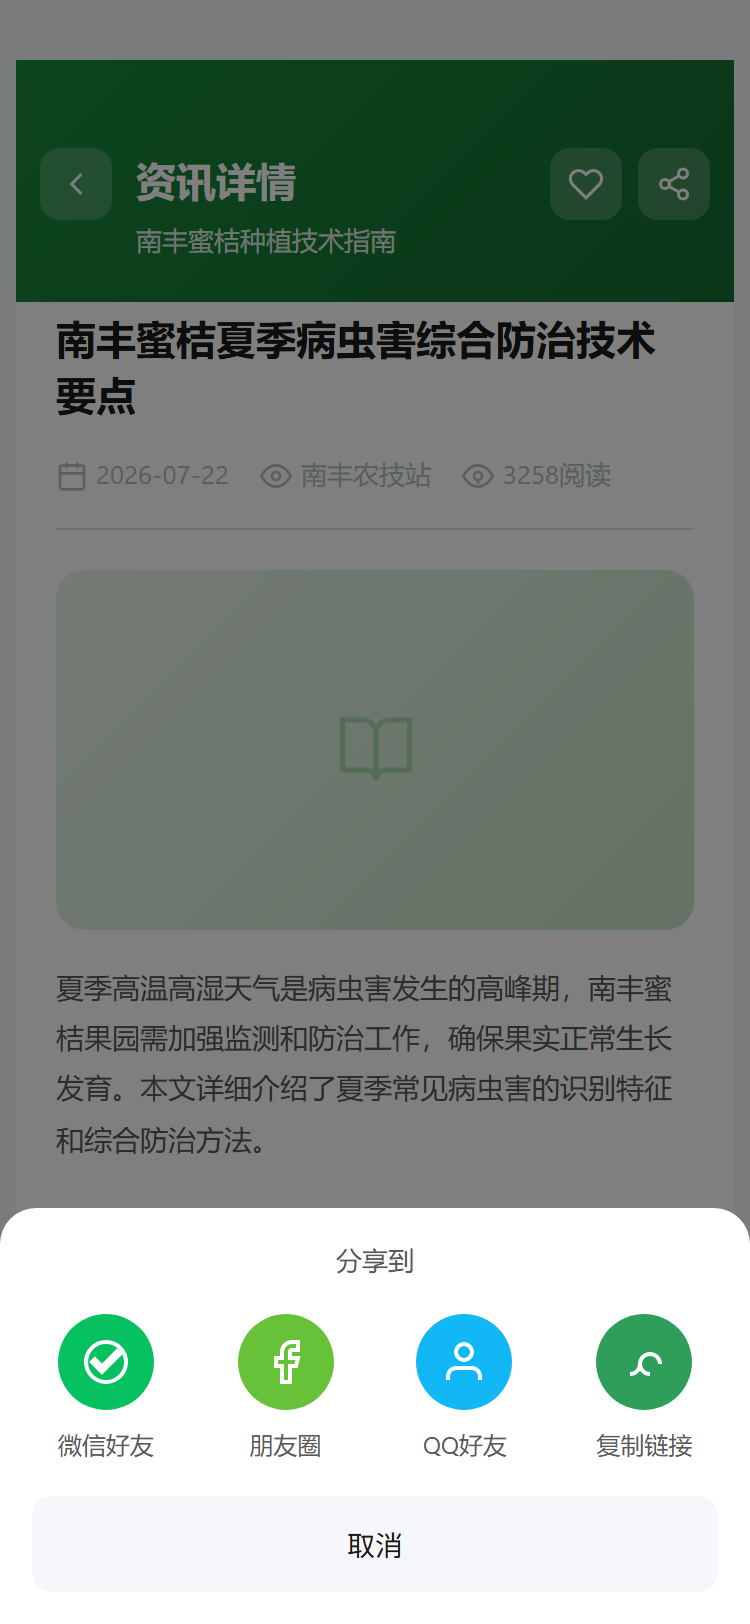 资讯详情
南丰蜜桔种植技术指南
南丰蜜桔夏季病虫害综合防治技术
要点
2026-07-22 南丰农技站 3258阅读
夏季高温高湿天气是病虫害发生的高峰期，南丰蜜
桔果园需加强监测和防治工作，确保果实正常生长
发育。本文详细介绍了夏季常见病虫害的识别特征
和综合防治方法。
分享到
微信好友 朋友圈 QQ好友 复制链接
取消